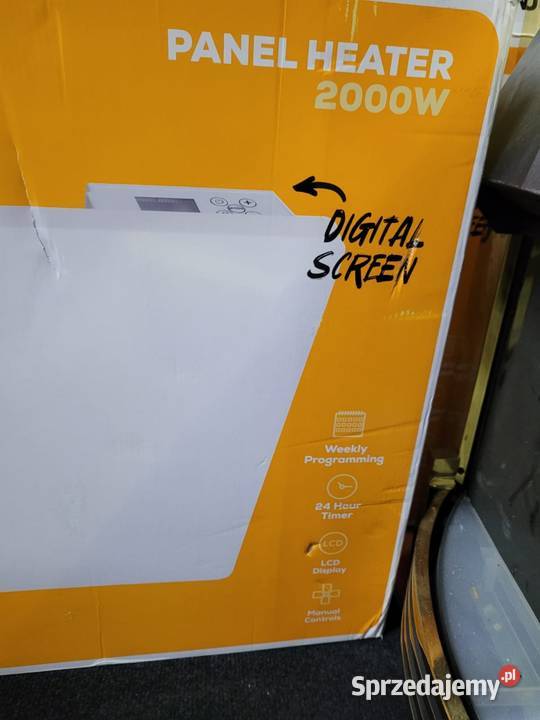 PANEL HEATER
2000W
DIGITAL
SCREEN
Weekly
Programming
24 Hour
Timer
LCD
LCD
Display
Manual
Controls
Sprzedajemy.pl